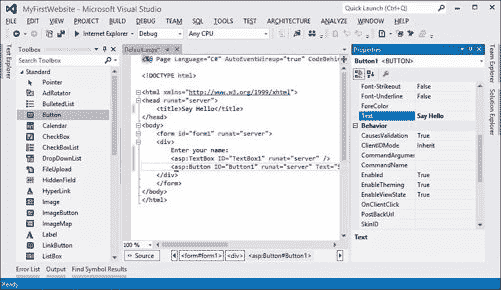 MyFirstWebsite - Microsoft Visual Studio
Quick Launch (Ctrl+Q)
FILE EDIT VIEW WEBSITE BUILD DEBUG TEAM SQL TOOLS TEST ARCHITECTURE ANALYZE WINDOW HELP
Internet Explorer Debug Any CPU
Test Explorer
Toolbox
Search Toolbox
Standard
Pointer
AdRotator
BulletedList
Button
Calendar
CheckBox
CheckBoxList
DropDownList
FileUpload
HiddenField
HyperLink
Image
ImageButton
ImageMap
Label
LinkButton
ListBox
Default.aspx*
<%@ Page Language="C#" AutoEventWireup="true" CodeBehin
<!DOCTYPE html>
<html xmlns="http://www.w3.org/1999/xhtml">
<head runat="server">
<title>Say Hello</title>
</head>
<body>
<form id="form1" runat="server">
<div>
Enter your name:
<asp:TextBox ID="TextBox1" runat="server" />
<asp:Button ID="Button1" runat="server" Text="S
</div>
</form>
</body>
</html>
100 %
Source
<form#form1>
<div>
<asp:Button#Button1>
Properties
Button1 <BUTTON>
Font-Strikeout False
Font-Underline False
ForeColor
Text Say Hello
Behavior
CausesValidation True
ClientIDMode Inherit
CommandArgumen
CommandName
Enabled True
EnableTheming True
EnableViewState True
OnClientClick
PostBackUrl
SkinID
Text
Solution Explorer
Team Explorer
Error List Output Find Symbol Results
Ready